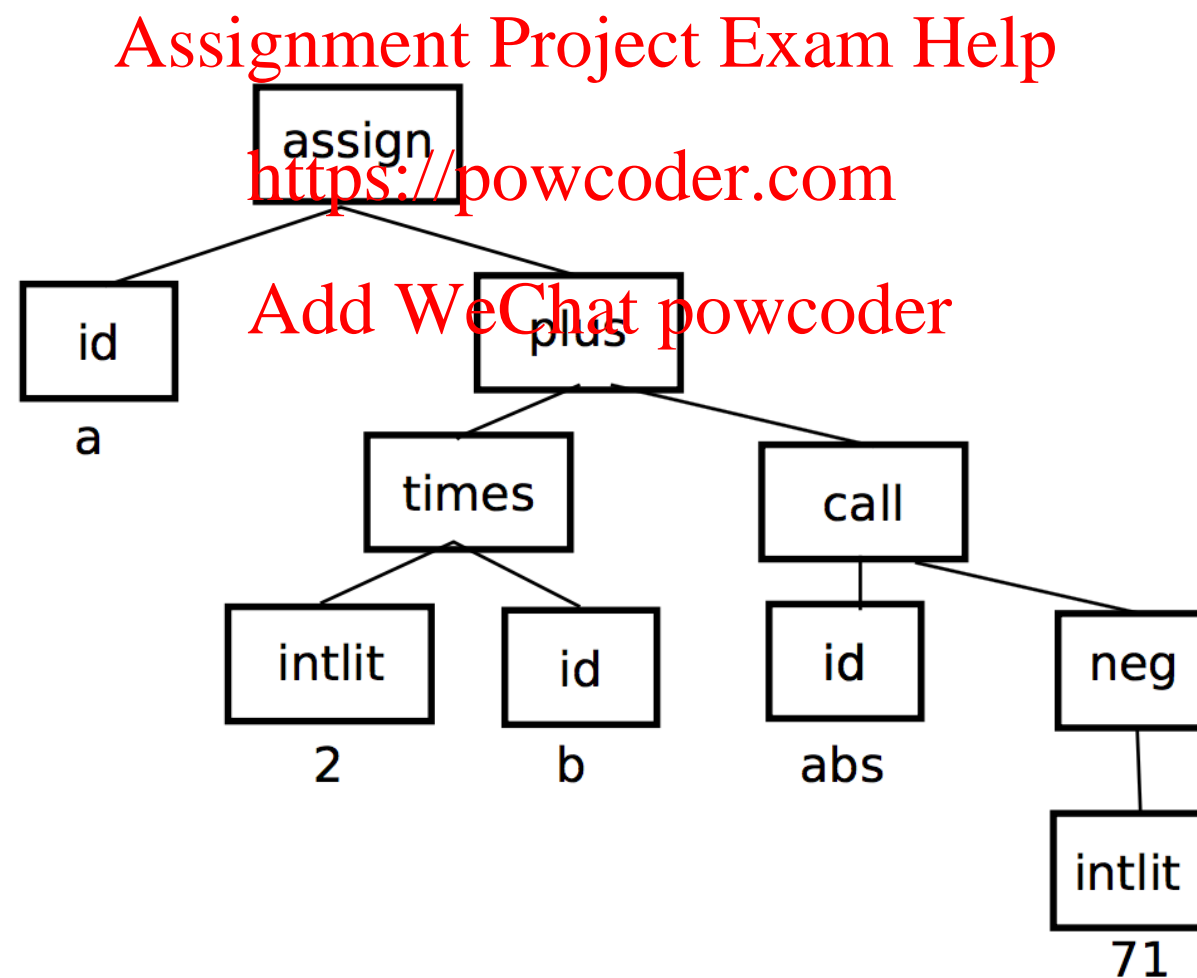 Assignment Project Exam Help
assign
https://powcoder.com
Add WeChat powcoder
id
plus
a
times
call
intlit
id
id
neg
2
b
abs
intlit
71